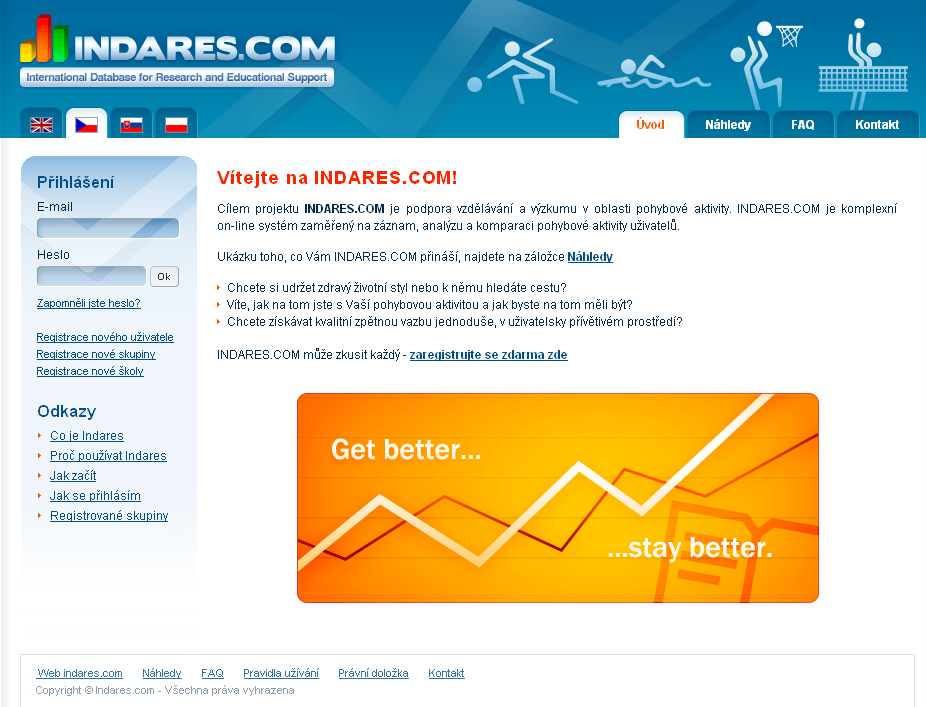 INDARES.COM
International Database for Research and Educational Support
Úvod Náhledy FAQ Kontakt
Přihlášení
E-mail
Heslo
Ok
Zapomněli jste heslo?
Registrace nového uživatele
Registrace nové skupiny
Registrace nové školy
Odkazy
Co je Indares
Proč používat Indares
Jak začít
Jak se přihlásím
Registrované skupiny
Vítejte na INDARES.COM!
Cílem projektu INDARES.COM je podpora vzdělávání a výzkumu v oblasti pohybové aktivity. INDARES.COM je komplexní
on-line systém zaměřený na záznam, analýzu a komparaci pohybové aktivity uživatelů.
Ukázku toho, co Vám INDARES.COM přináší, najdete na záložce Náhledy
Chcete si udržet zdravý životní styl nebo k němu hledáte cestu?
Víte, jak na tom jste s Vaší pohybovou aktivitou a jak byste na tom měli být?
Chcete získávat kvalitní zpětnou vazbu jednoduše, v uživatelsky přívětivém prostředí?
INDARES.COM může zkusit každý - zaregistrujte se zdarma zde
Get better...
...stay better.
Web indares.com Náhledy FAQ Pravidla užívání Právní doložka Kontakt
Copyright © Indares.com - Všechna práva vyhrazena